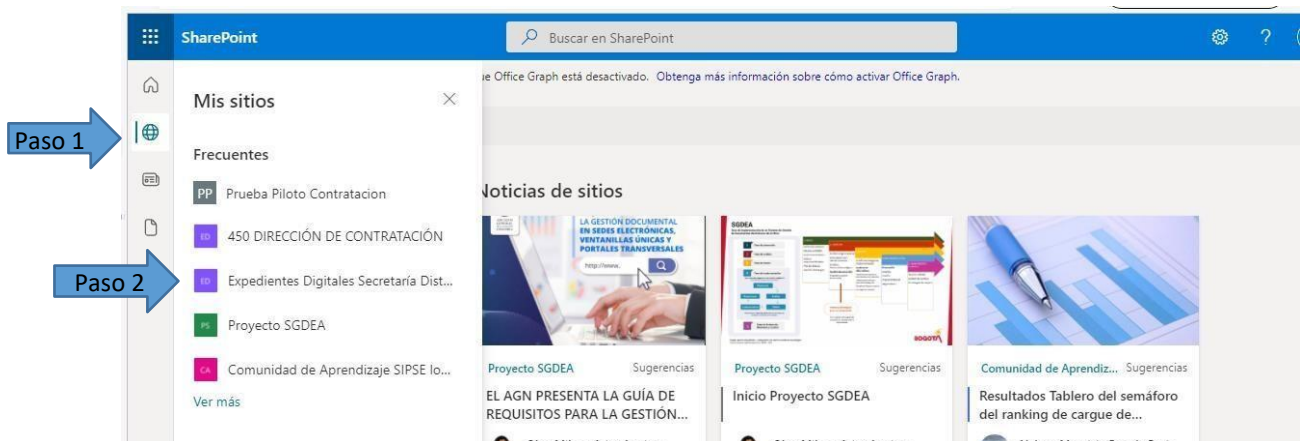 SharePoint
Buscar en SharePoint
?
ue Office Graph está desactivado. Obtenga más información sobre cómo activar Office Graph.
Mis sitios
Paso 1
Frecuentes
PP Prueba Piloto Contratacion
ED 450 DIRECCIÓN DE CONTRATACIÓN
Paso 2
ED Expedientes Digitales Secretaría Dist...
PS Proyecto SGDEA
CA Comunidad de Aprendizaje SIPSE lo...
Ver más
Noticias de sitios
LA GESTIÓN DOCUMENTAL
EN SEDES ELECTRÓNICAS,
VENTANILLAS ÚNICAS Y
PORTALES TRANSVERSALES
http://www.
Proyecto SGDEA Sugerencias
EL AGN PRESENTA LA GUÍA DE
REQUISITOS PARA LA GESTIÓN...
SGDEA
BOGOTÁ
Proyecto SGDEA Sugerencias
Inicio Proyecto SGDEA
Comunidad de Aprendiz... Sugerencias
Resultados Tablero del semáforo
del ranking de cargue de...